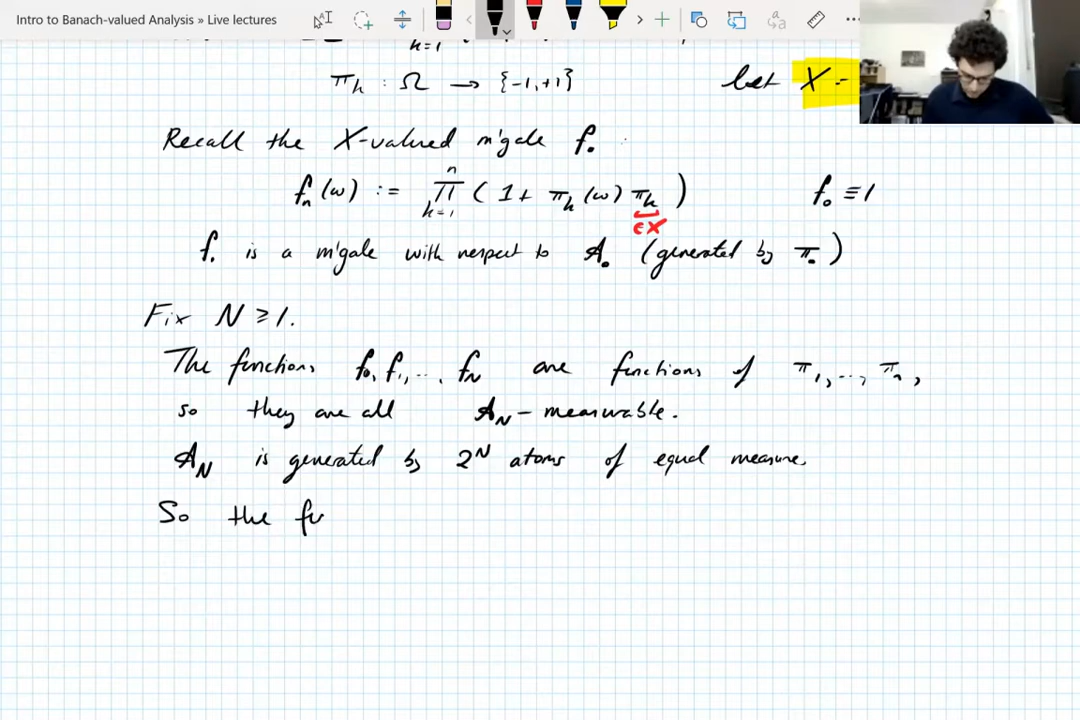 Intro to Banach-valued Analysis » Live lectures
k=1
π_k : Ω → {-1,+1} let X =
Recall the X-valued m'gale f.
f_n(ω) := ∏_{k=1}^{n} ( 1 + π_k(ω) π_k ) f_0 ≡ 1
∈X
f. is a m'gale with respect to A. (generated by π.)
Fix N ≥ 1.
The functions f_0, f_1, ..., f_N are functions of π_1, ..., π_n,
so they are all A_N-measurable.
A_N is generated by 2^N atoms of equal measure.
So the fu